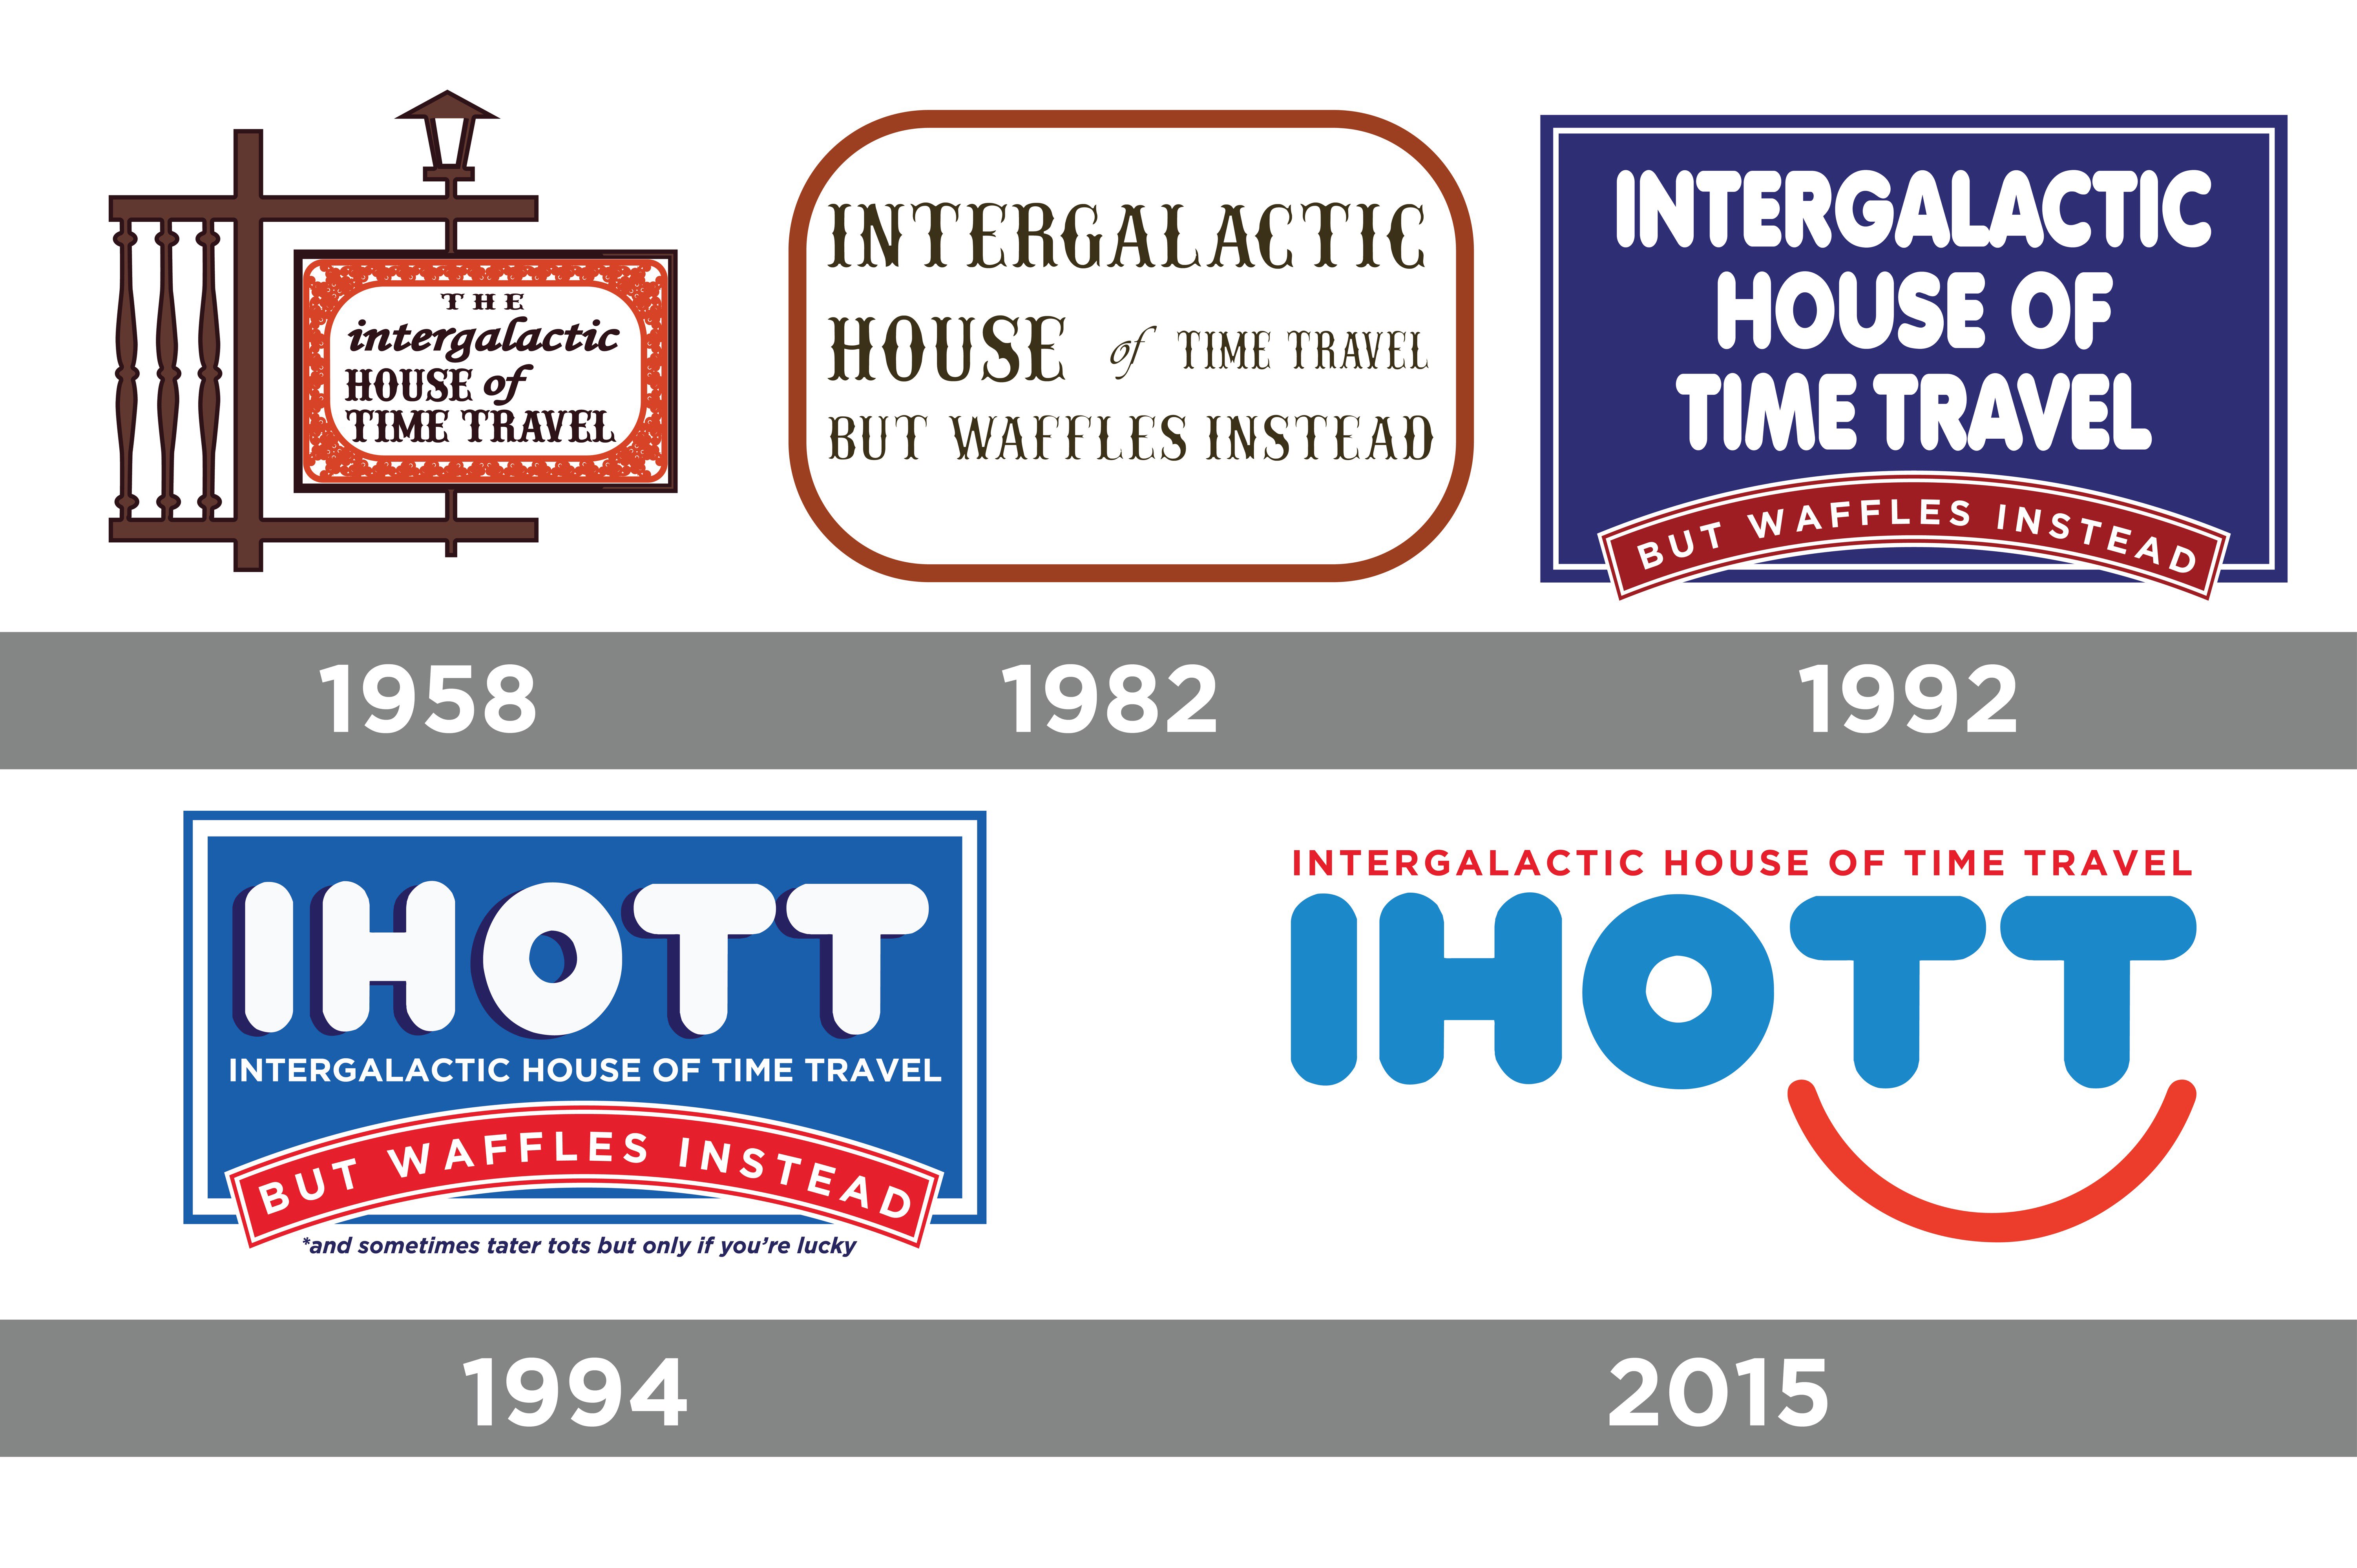 THE
intergalactic
HOUSE of
TIME TRAVEL
INTERGALACTIC
HOUSE of TIME TRAVEL
BUT WAFFLES INSTEAD
INTERGALACTIC
HOUSE OF
TIME TRAVEL
BUT WAFFLES INSTEAD
1958
1982
1992
IHOTT
INTERGALACTIC HOUSE OF TIME TRAVEL
BUT WAFFLES INSTEAD
*and sometimes tater tots but only if you're lucky
INTERGALACTIC HOUSE OF TIME TRAVEL
IHOTT
1994
2015